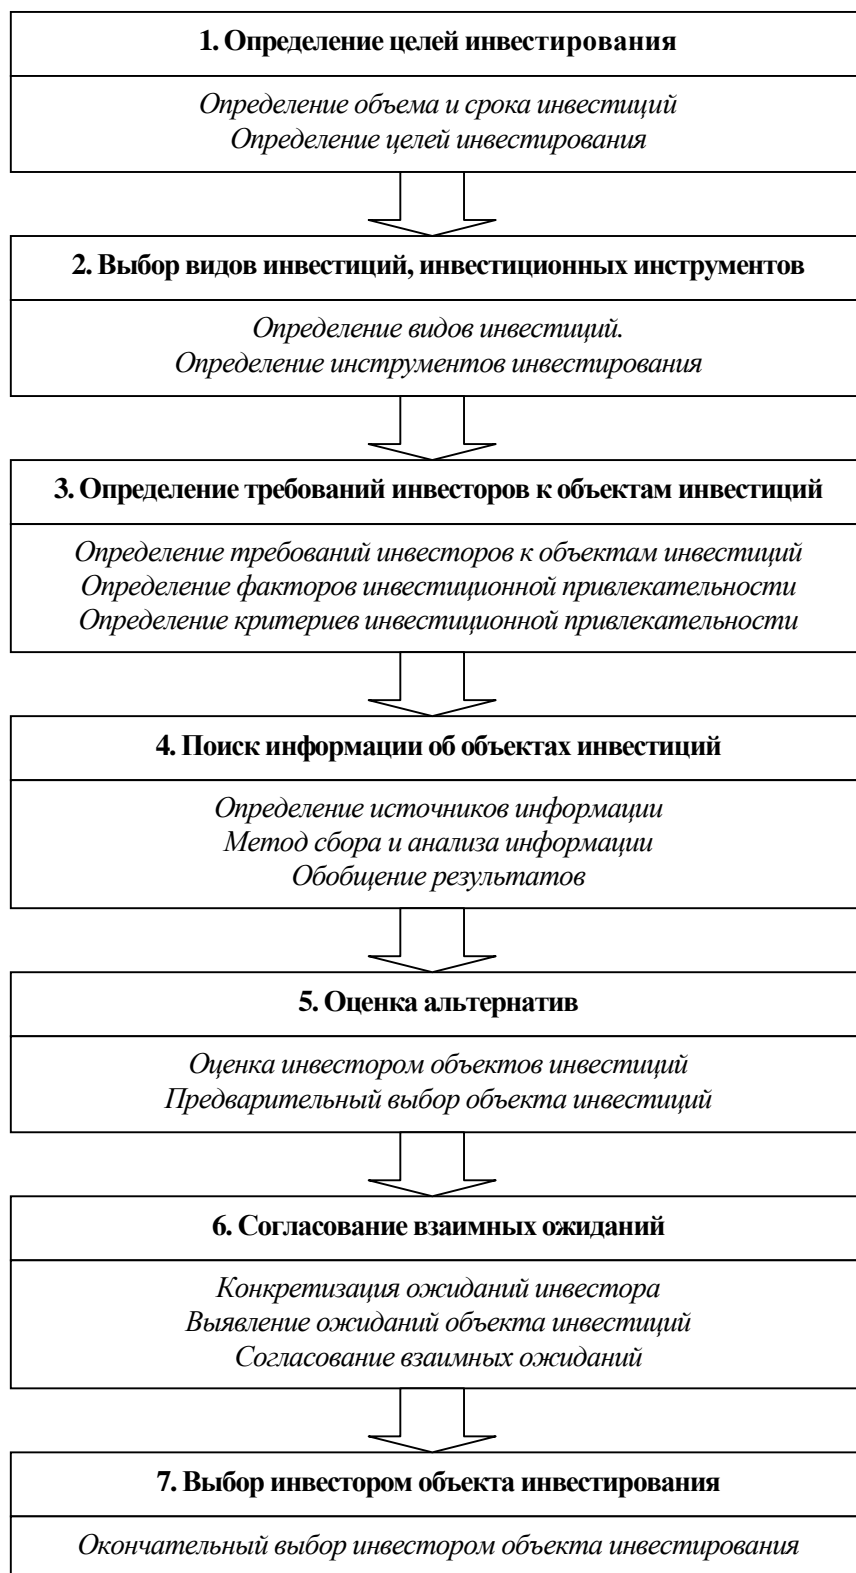 1. Определение целей инвестирования
Определение объема и срока инвестиций
Определение целей инвестирования
2. Выбор видов инвестиций, инвестиционных инструментов
Определение видов инвестиций.
Определение инструментов инвестирования
3. Определение требований инвесторов к объектам инвестиций
Определение требований инвесторов к объектам инвестиций
Определение факторов инвестиционной привлекательности
Определение критериев инвестиционной привлекательности
4. Поиск информации об объектах инвестиций
Определение источников информации
Метод сбора и анализа информации
Обобщение результатов
5. Оценка альтернатив
Оценка инвестором объектов инвестиций
Предварительный выбор объекта инвестиций
6. Согласование взаимных ожиданий
Конкретизация ожиданий инвестора
Выявление ожиданий объекта инвестиций
Согласование взаимных ожиданий
7. Выбор инвестором объекта инвестирования
Окончательный выбор инвестором объекта инвестирования